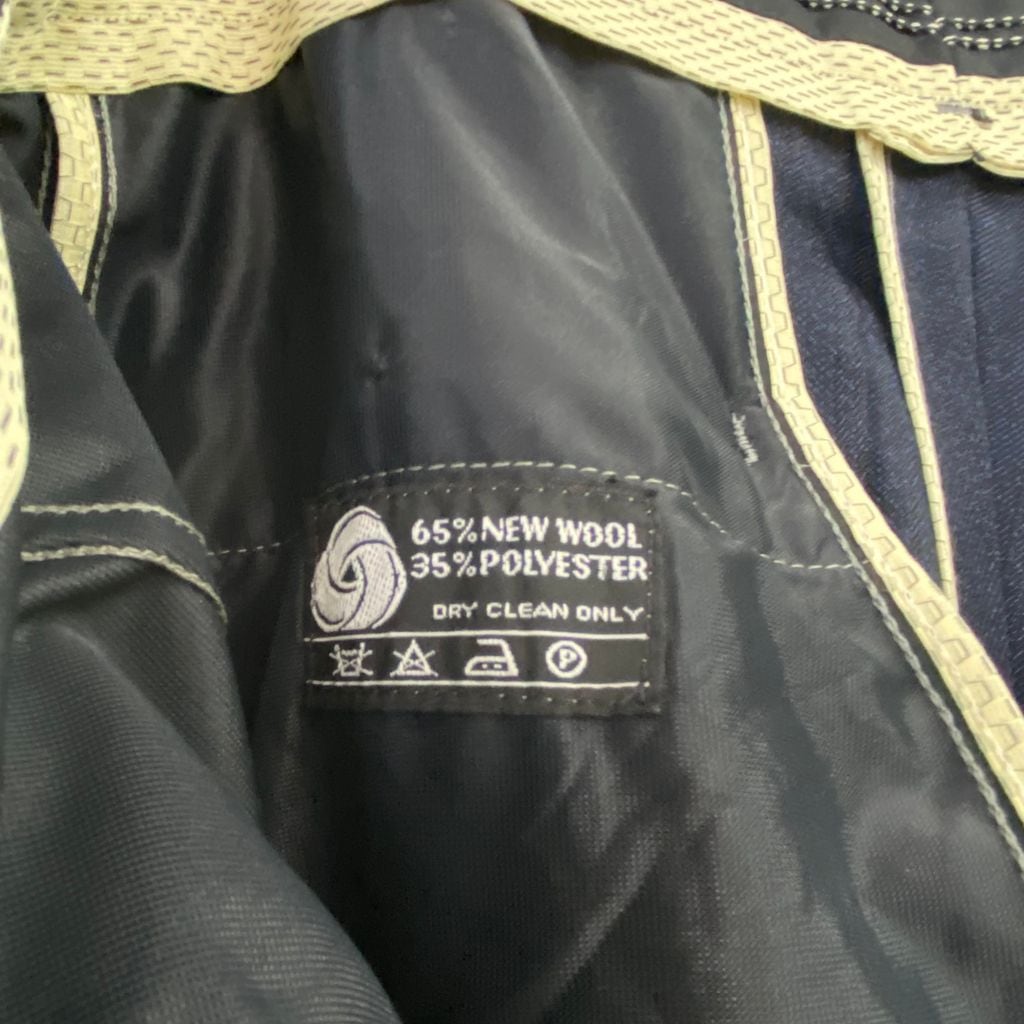 65% NEW WOOL
35% POLYESTER
DRY CLEAN ONLY
P